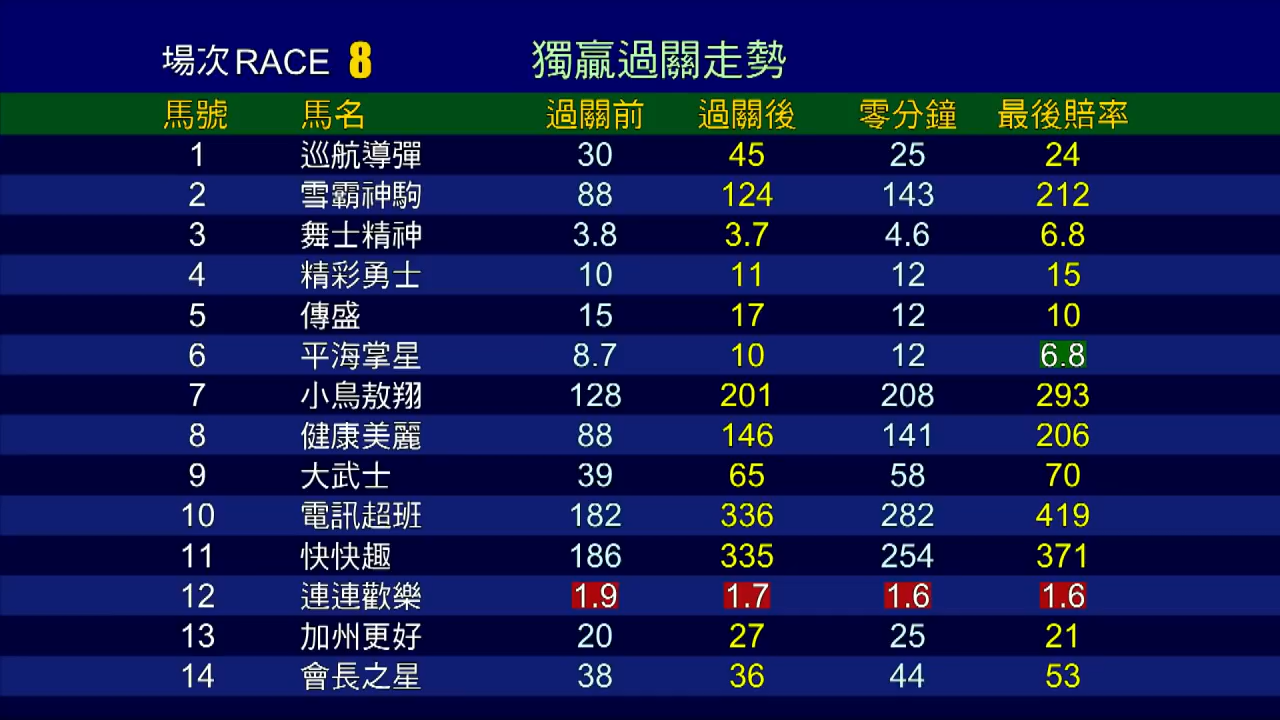 場次RACE 8 獨贏過關走勢
馬號 馬名 過關前 過關後 零分鐘 最後賠率
1 巡航導彈 30 45 25 24
2 雪霸神駒 88 124 143 212
3 舞士精神 3.8 3.7 4.6 6.8
4 精彩勇士 10 11 12 15
5 傳盛 15 17 12 10
6 平海掌星 8.7 10 12 6.8
7 小鳥敖翔 128 201 208 293
8 健康美麗 88 146 141 206
9 大武士 39 65 58 70
10 電訊超班 182 336 282 419
11 快快趣 186 335 254 371
12 連連歡樂 1.9 1.7 1.6 1.6
13 加州更好 20 27 25 21
14 會長之星 38 36 44 53